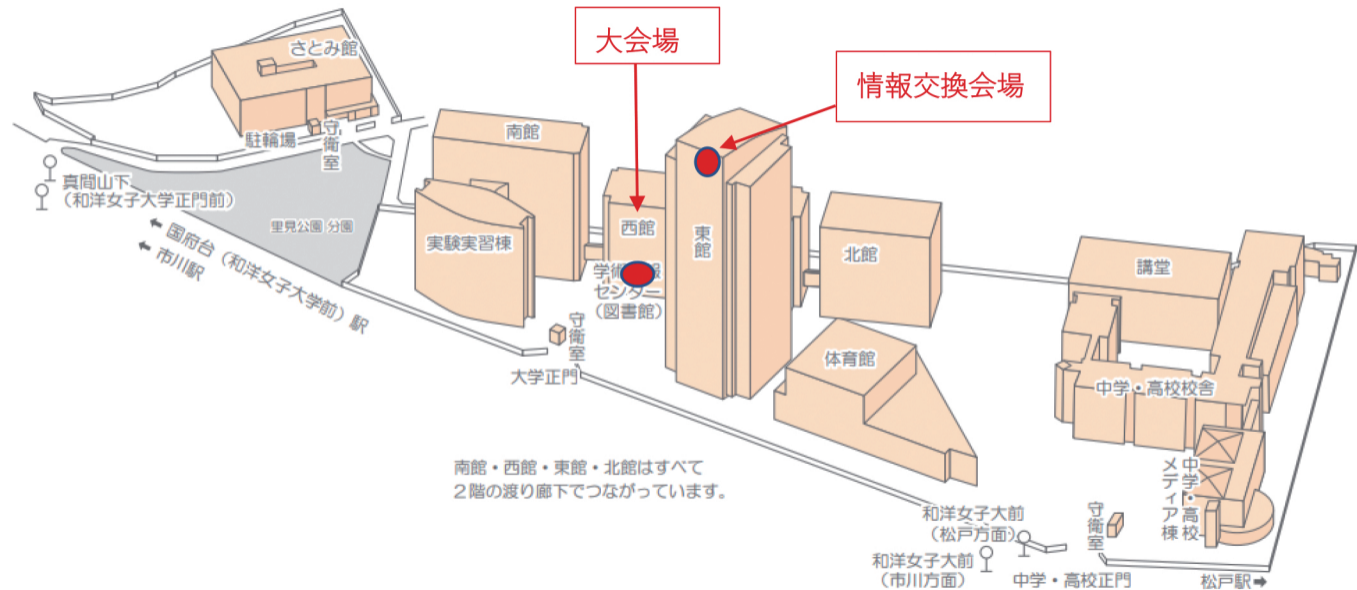 大会場
情報交換会場
さとみ館
駐輪場
守衛室
南館
真間山下
（和洋女子大学正門前）
里見公園 分園
← 国府台（和洋女子大学前）駅
← 市川駅
実験実習棟
西館
学術
報
センター
（図書館）
東館
北館
講堂
守衛室
大学正門
体育館
中学・高校校舎
南館・西館・東館・北館はすべて
２階の渡り廊下でつながっています。
中学・高校
メディア棟
和洋女子大前
（松戸方面）
守衛室
和洋女子大前
（市川方面）
中学・高校正門
松戸駅➡